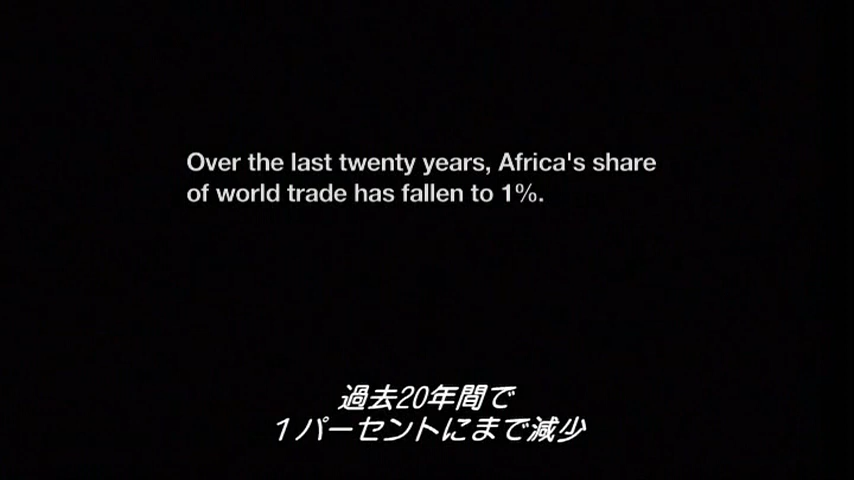 Over the last twenty years, Africa's share
of world trade has fallen to 1%.
過去20年間で
１パーセントにまで減少